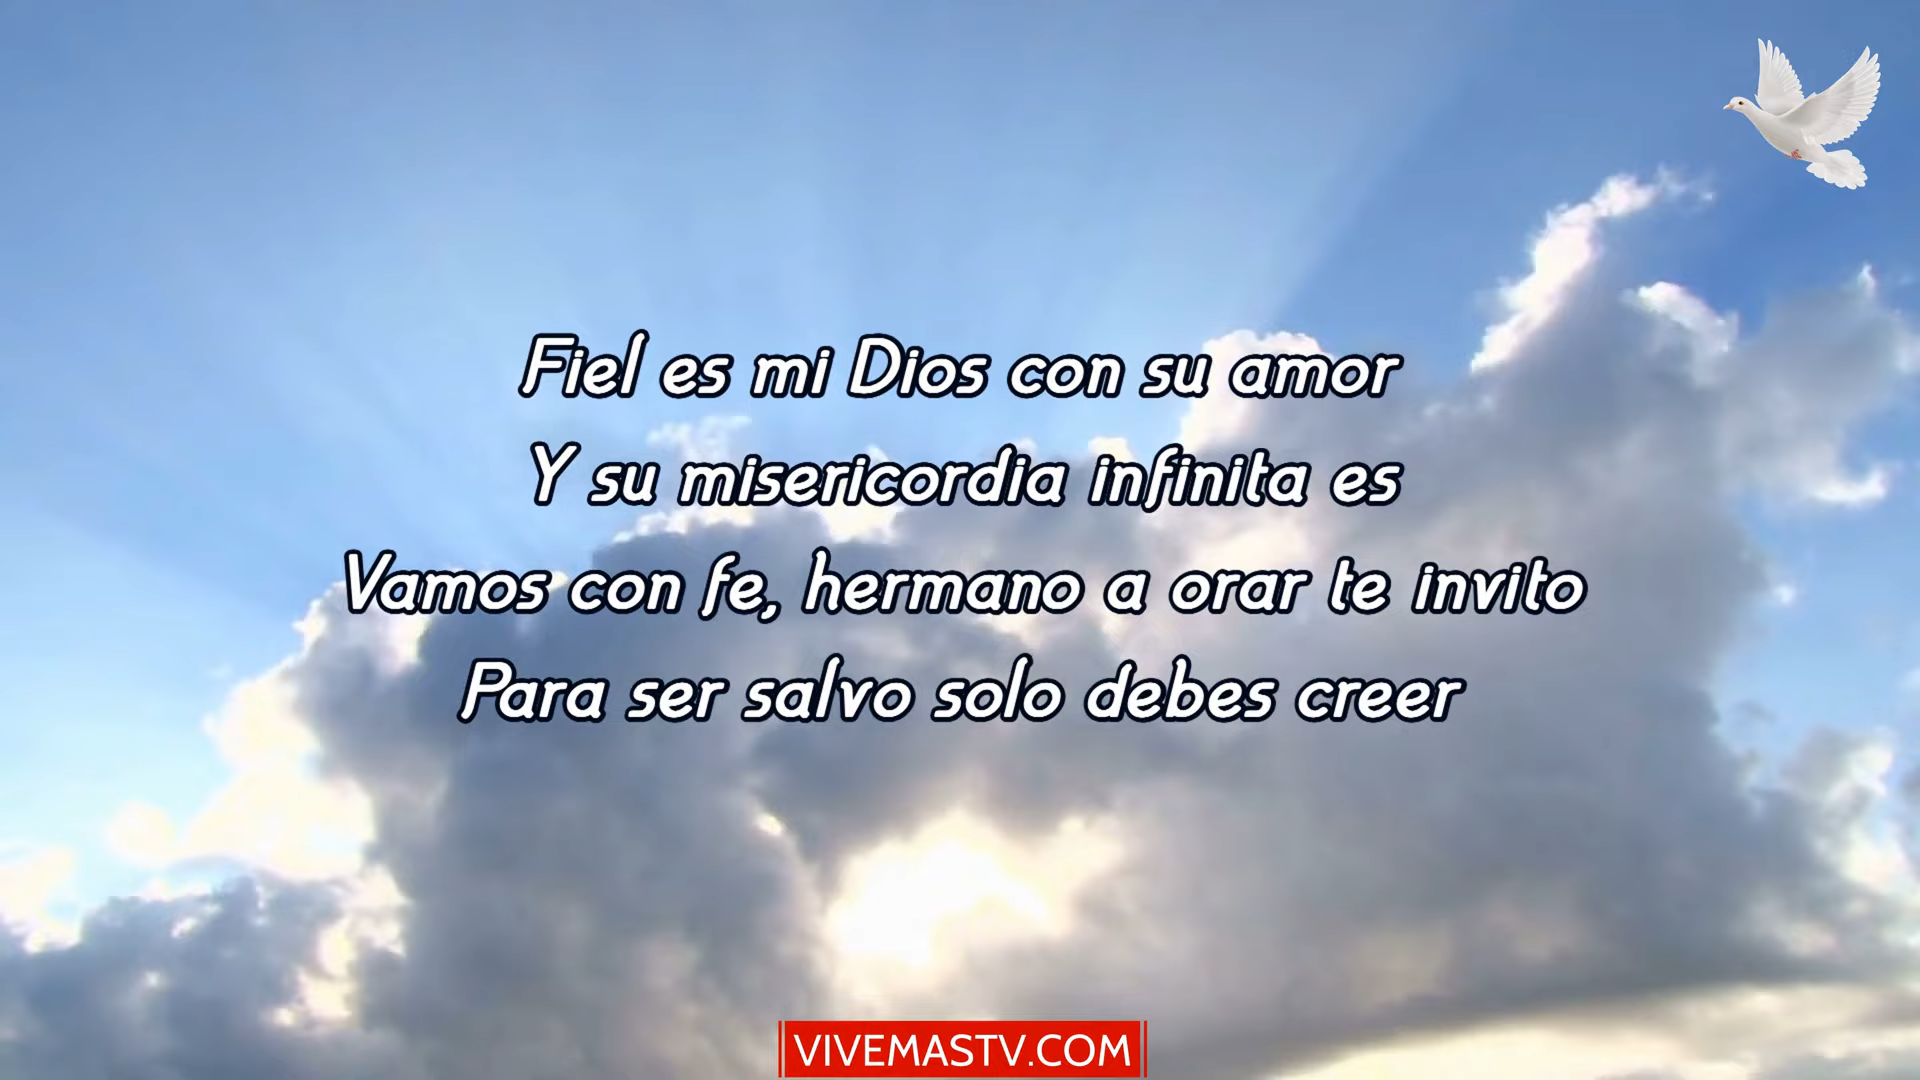 Fiel es mi Dios con su amor
Y su misericordia infinita es
Vamos con fe, hermano a orar te invito
Para ser salvo solo debes creer
VIVEMASTV.COM